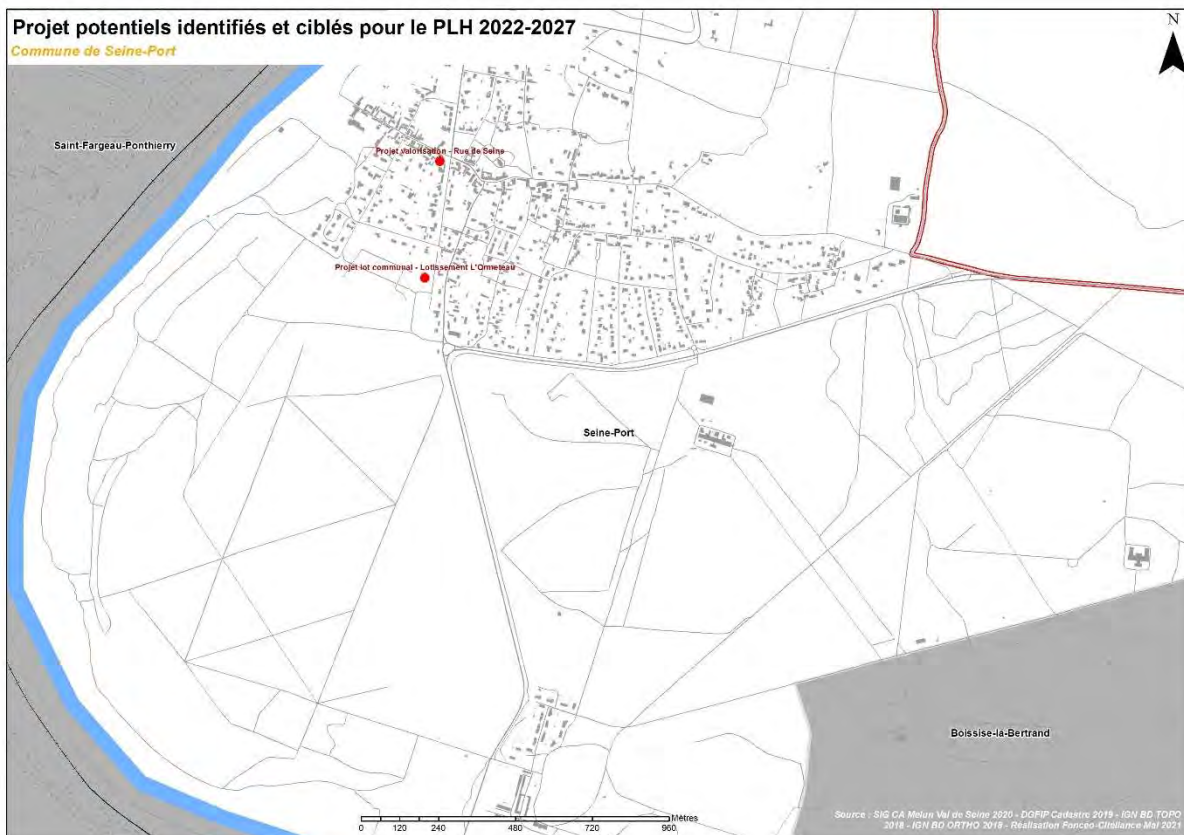 Projet potentiels identifiés et ciblés pour le PLH 2022-2027
Commune de Seine-Port
N
Saint-Fargeau-Ponthierry
Projet valorisation - Rue de Seine
Projet lot communal - Lotissement L'Ormeteau
Seine-Port
Boissise-la-Bertrand
Mètres
0 120 240 480 720 960
Source : SIG CA Melun Val de Seine 2020 - DGFIP Cadastre 2019 - IGN BD TOPO
2018 - IGN BD ORTHO 2018 - Réalisation Foncéo-Citallance Mai 2021